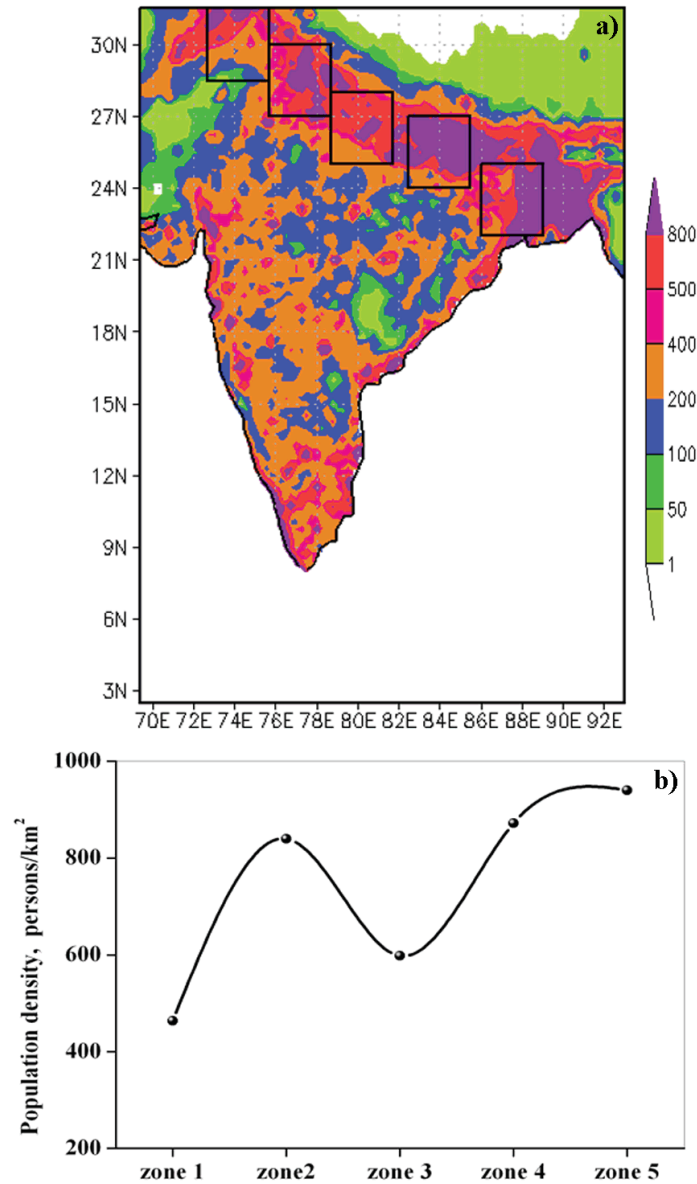 a)
30N
27N
24N
21N
18N
15N
12N
9N
6N
3N
70E 72E 74E 76E 78E 80E 82E 84E 86E 88E 90E 92E
800
500
400
200
100
50
1
b)
Population density, persons/km²
1000
800
600
400
200
zone 1 zone2 zone 3 zone 4 zone 5